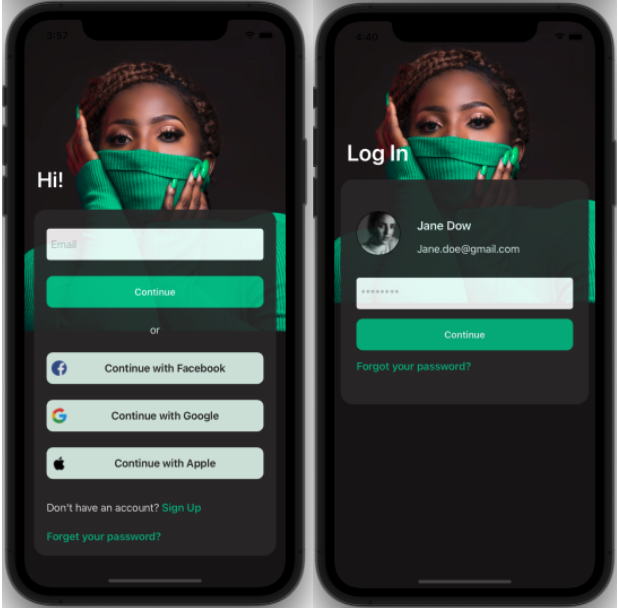 3:57
Hi!
Email
Continue
or
Continue with Facebook
Continue with Google
Continue with Apple
Don't have an account? Sign Up
Forget your password?
4:40
Log In
Jane Dow
Jane.doe@gmail.com
Continue
Forgot your password?